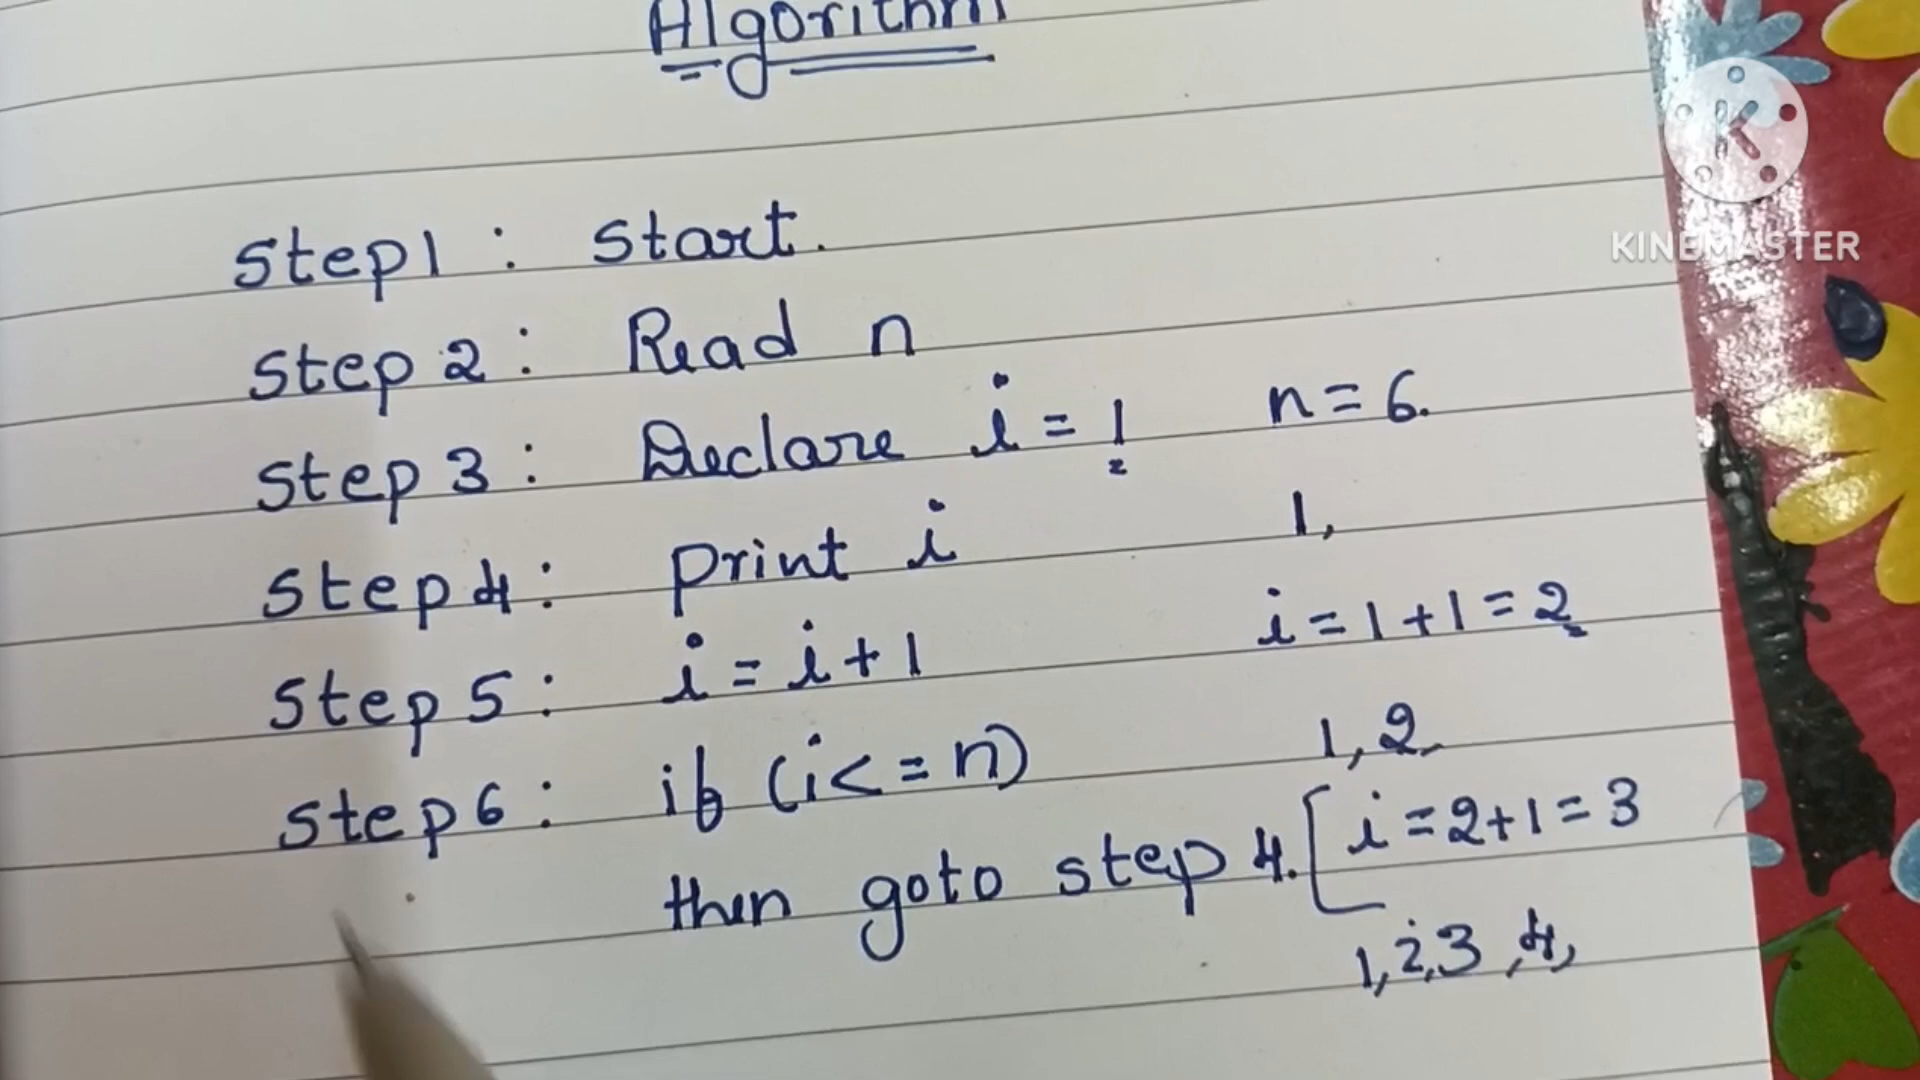 Algorithm
Step1 : Start.
Step 2 : Read n
Step 3 : Declare i = 1
n = 6.
Step 4 : Print i
1,
Step 5 : i = i + 1
i = 1 + 1 = 2
Step 6 : if (i < = n)
1, 2,
then goto step 4.
i = 2 + 1 = 3
1, 2, 3, 4,
K
KINEMASTER